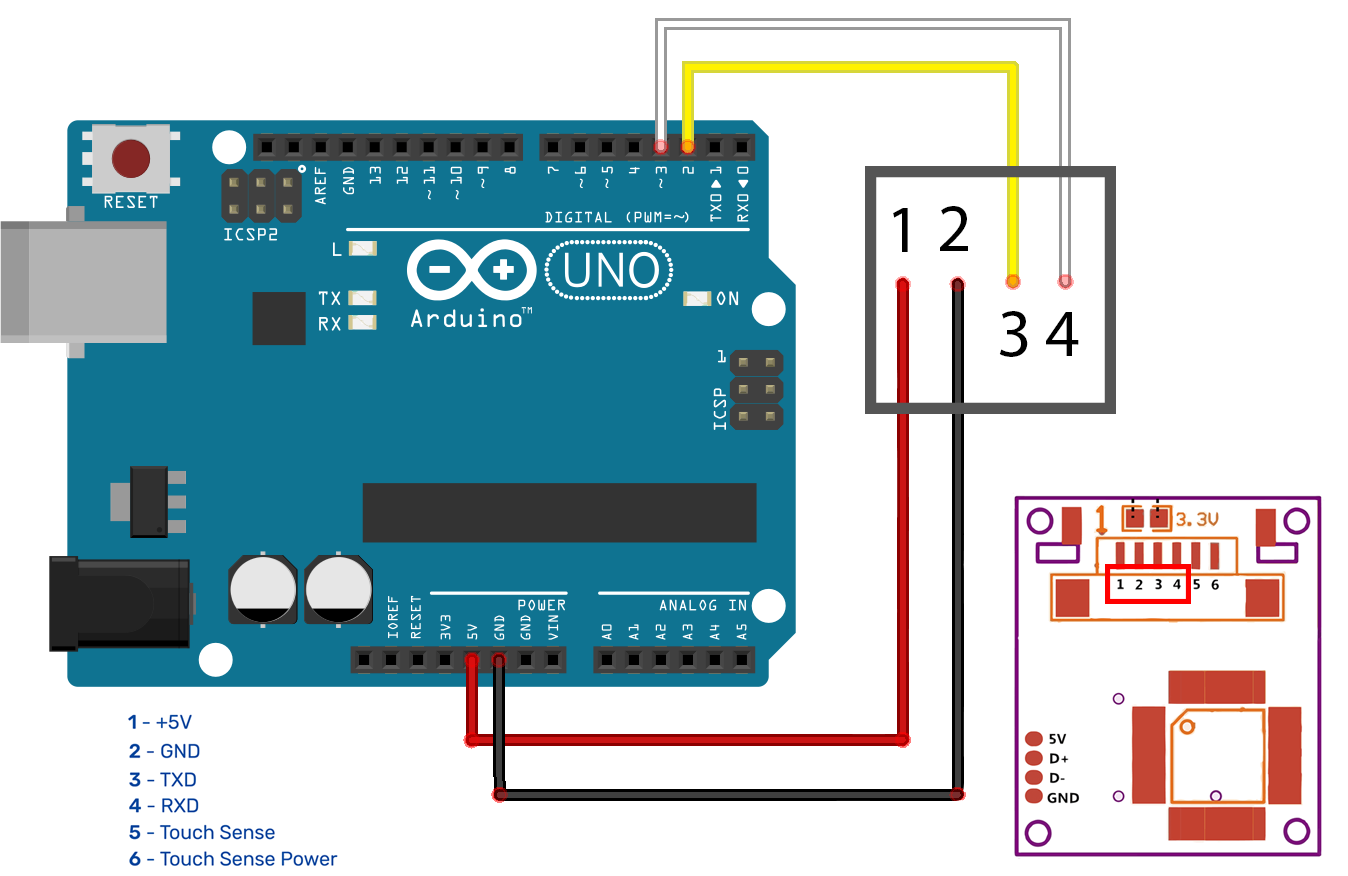 RESET
ICSP2
AREF
GND
13
12
~11
~10
~9
8
7
~6
~5
4
~3
2
TX0▶1
RX0◀0
DIGITAL (PWM=~)
L
TX
RX
UNO
Arduino™
ON
1
ICSP
1 2
3 4
IOREF
RESET
3V3
5V
GND
GND
VIN
POWER
ANALOG IN
A0
A1
A2
A3
A4
A5
1 3.3V
1 2 3 4 5 6
5V
D+
D-
GND
1 - +5V
2 - GND
3 - TXD
4 - RXD
5 - Touch Sense
6 - Touch Sense Power